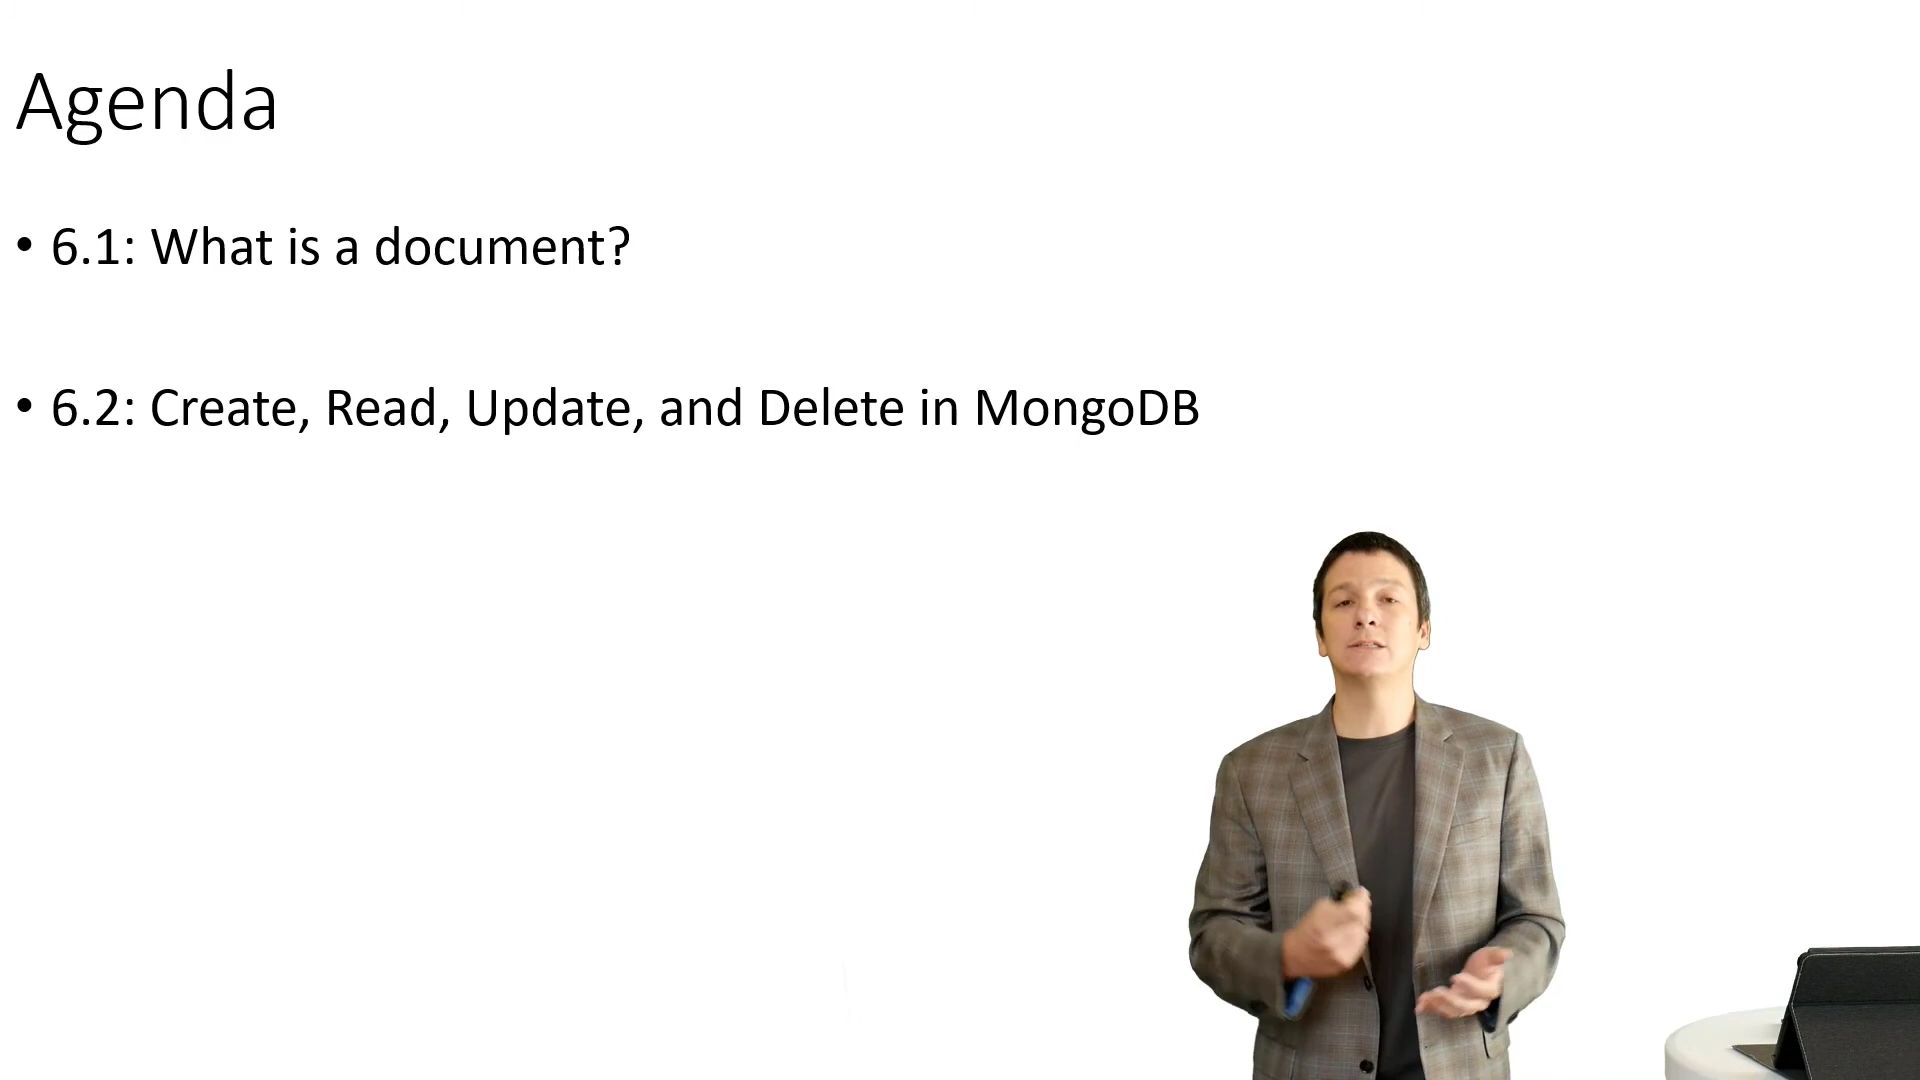 Agenda
• 6.1: What is a document?
• 6.2: Create, Read, Update, and Delete in MongoDB